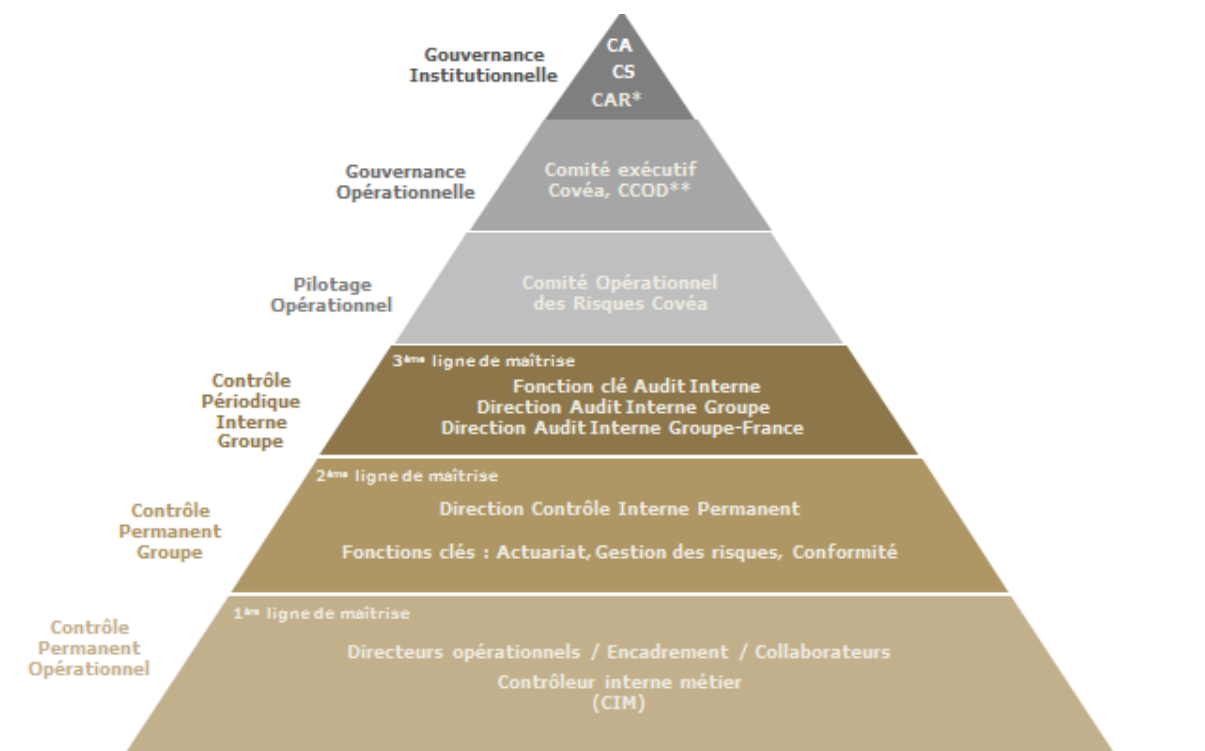 Gouvernance
Institutionnelle
CA
CS
CAR*
Gouvernance
Opérationnelle
Comité exécutif
Covéa, CCOD**
Pilotage
Opérationnel
Comité Opérationnel
des Risques Covéa
Contrôle
Périodique
Interne
Groupe
3ème ligne de maîtrise
Fonction clé Audit Interne
Direction Audit Interne Groupe
Direction Audit Interne Groupe-France
Contrôle
Permanent
Groupe
2ème ligne de maîtrise
Direction Contrôle Interne Permanent
Fonctions clés : Actuariat, Gestion des risques, Conformité
Contrôle
Permanent
Opérationnel
1ère ligne de maîtrise
Directeurs opérationnels / Encadrement / Collaborateurs
Contrôleur interne métier
(CIM)